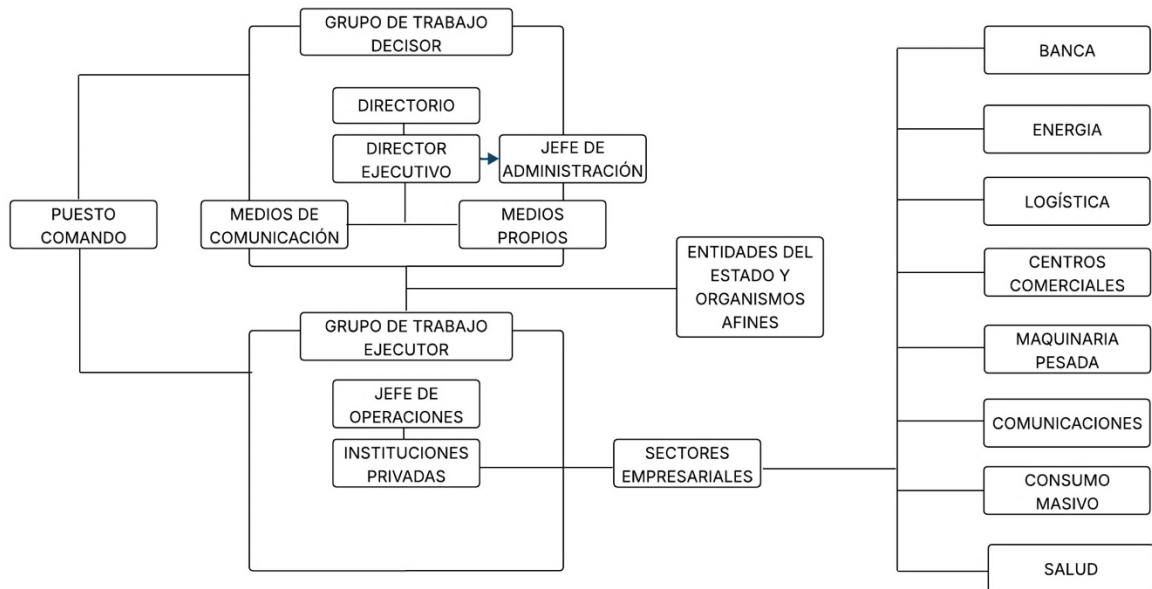 GRUPO DE TRABAJO
DECISOR
DIRECTORIO
DIRECTOR
EJECUTIVO
JEFE DE
ADMINISTRACIÓN
PUESTO
COMANDO
MEDIOS DE
COMUNICACIÓN
MEDIOS
PROPIOS
ENTIDADES DEL
ESTADO Y
ORGANISMOS
AFINES
GRUPO DE TRABAJO
EJECUTOR
JEFE DE
OPERACIONES
INSTITUCIONES
PRIVADAS
SECTORES
EMPRESARIALES
BANCA
ENERGIA
LOGÍSTICA
CENTROS
COMERCIALES
MAQUINARIA
PESADA
COMUNICACIONES
CONSUMO
MASIVO
SALUD